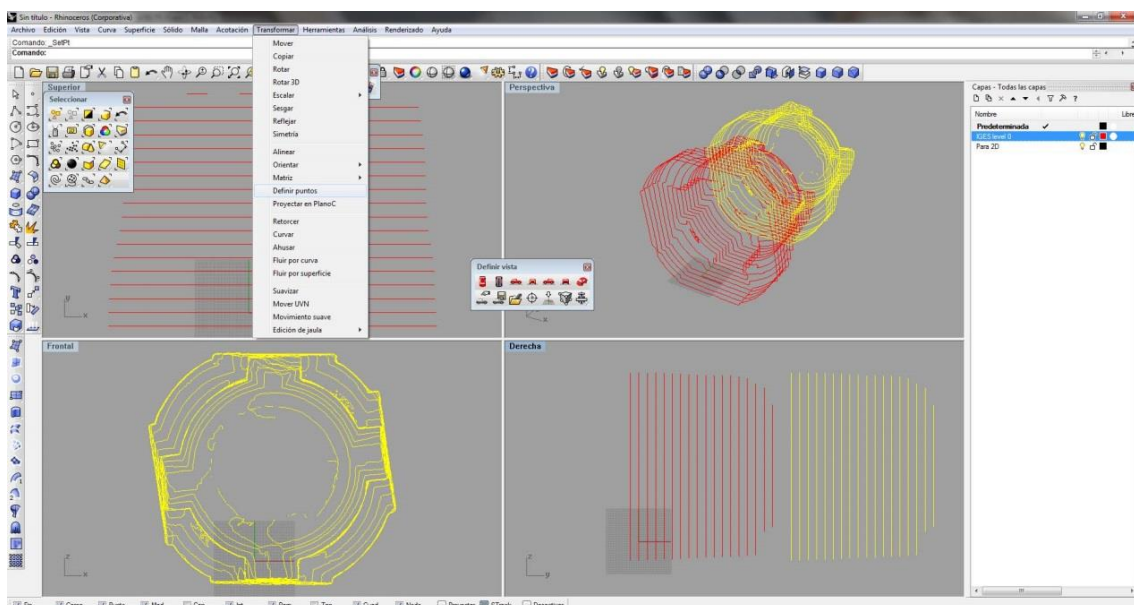 Sin título - Rhinoceros (Corporativa)
Archivo Edición Vista Curva Superficie Sólido Malla Acotación Transformar Herramientas Análisis Renderizado Ayuda
Comando: _SelPt
Comando:
Superior
Seleccionar
Mover
Copiar
Rotar
Rotar 3D
Escalar
Sesgar
Reflejar
Simetría
Alinear
Orientar
Matriz
Definir puntos
Proyectar en PlanoC
Retorcer
Curvar
Ahusar
Fluir por curva
Fluir por superficie
Suavizar
Mover UVN
Movimiento suave
Edición de jaula
Perspectiva
Definir vista
Capas - Todas las capas
Nombre
Predeterminada
IGES level 0
Para 2D
y
x
x
Frontal
z
x
Derecha
z
y